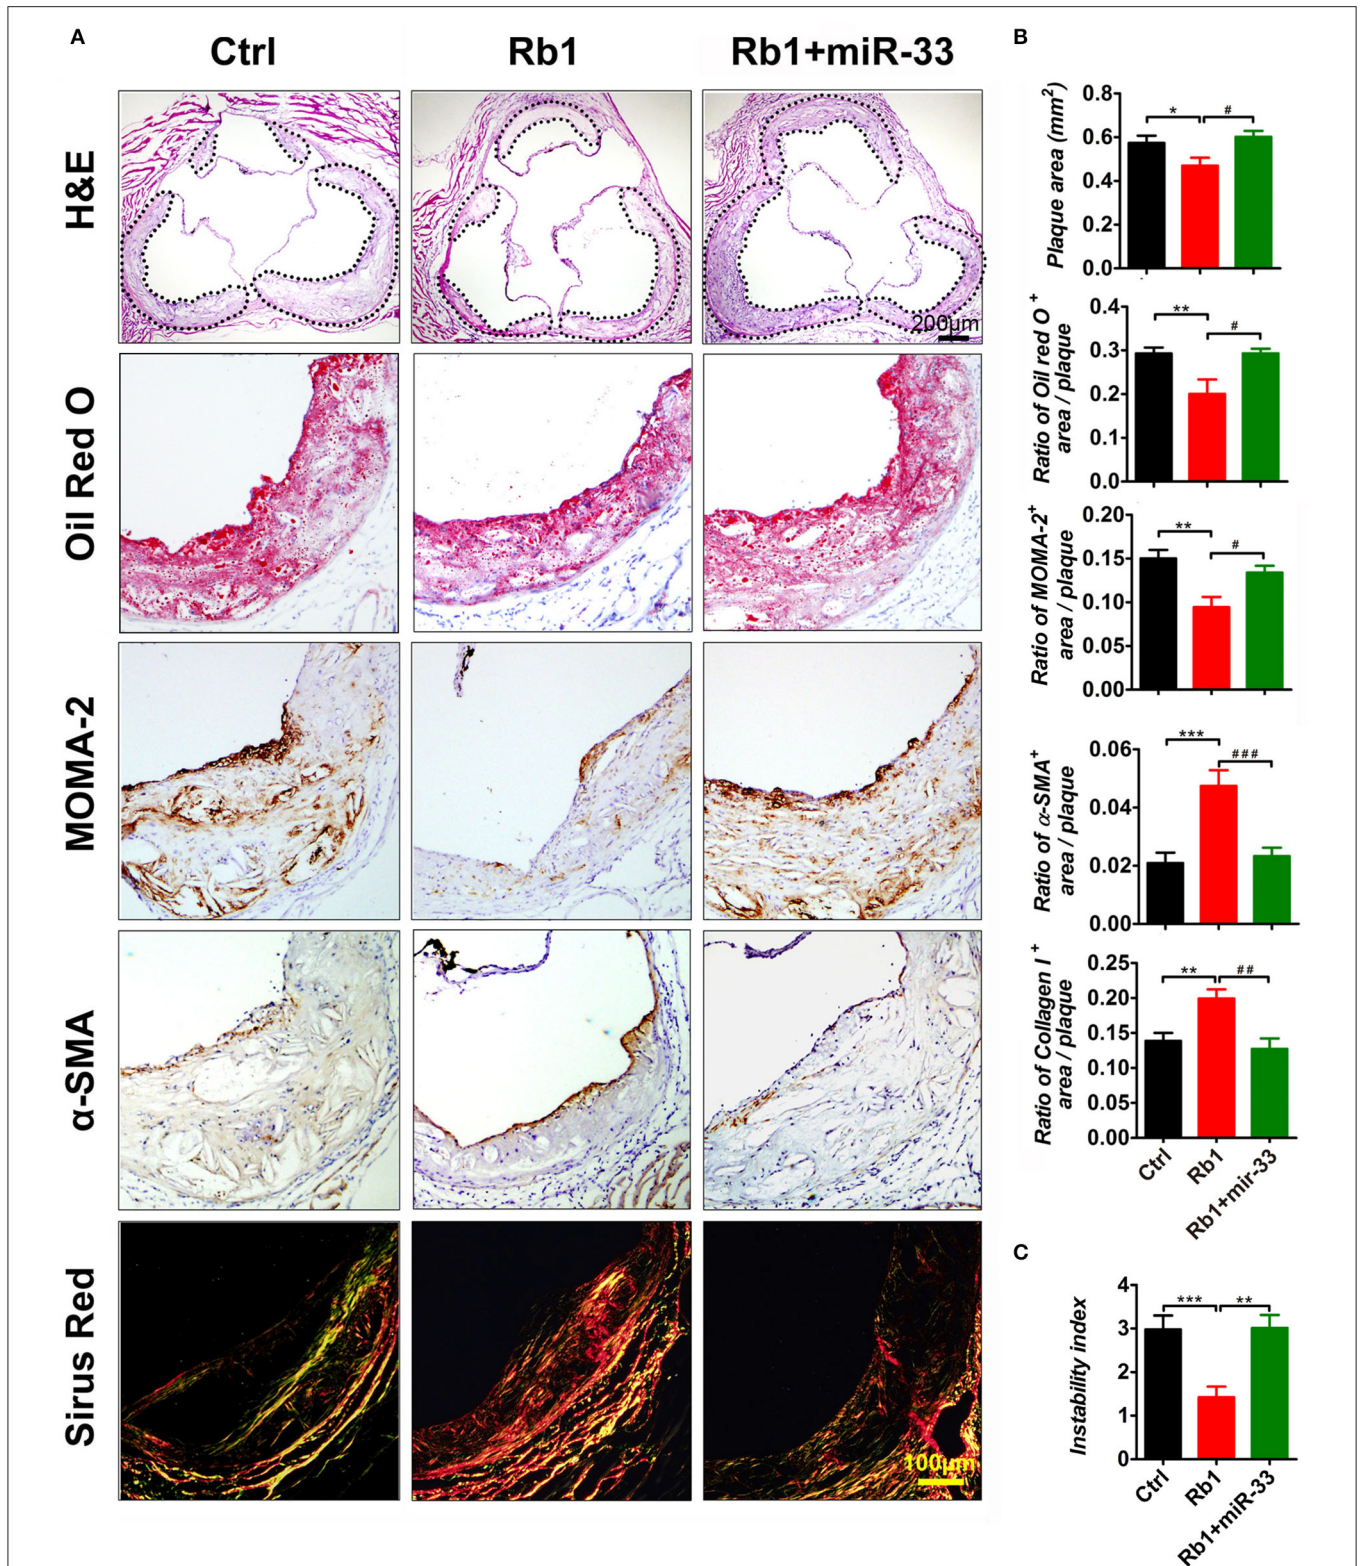 A
Ctrl
Rb1
Rb1+miR-33
H&E
200μm
Oil Red O
MOMA-2
α-SMA
Sirus Red
100μm
B
Plaque area (mm²)
0.8
0.6
0.4
0.2
0.0
*
#
Ratio of Oil red O⁺
area / plaque
0.4
0.3
0.2
0.1
0.0
**
#
Ratio of MOMA-2⁺
area / plaque
0.20
0.15
0.10
0.05
0.00
**
#
Ratio of α-SMA⁺
area / plaque
0.06
0.04
0.02
0.00
***
###
Ratio of Collagen I⁺
area / plaque
0.25
0.20
0.15
0.10
0.05
0.00
**
##
Ctrl
Rb1
Rb1+mir-33
C
Instability index
4
3
2
1
0
***
**
Ctrl
Rb1
Rb1+miR-33